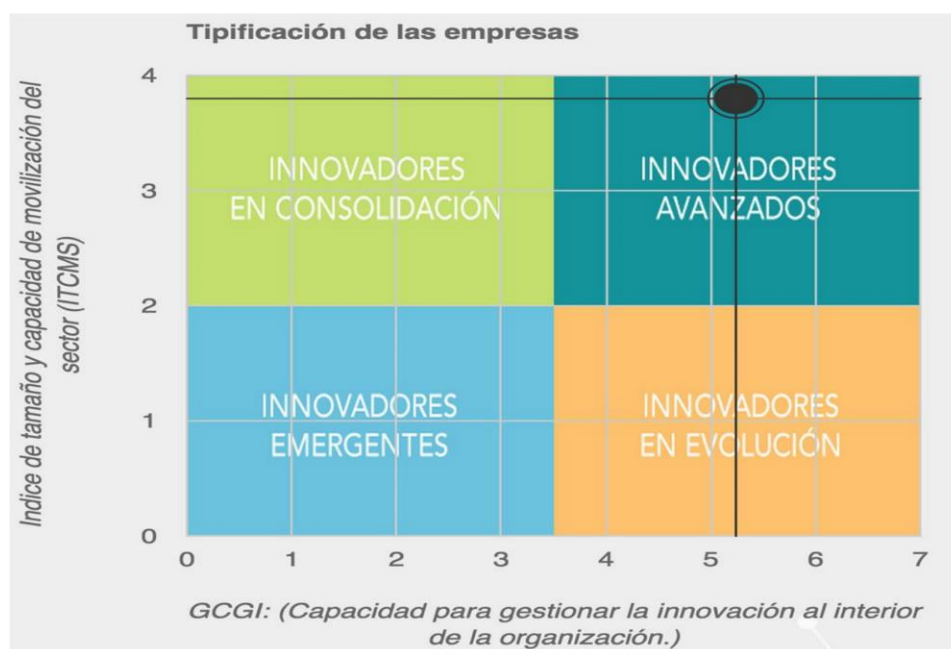 Tipificación de las empresas
Indice de tamaño y capacidad de movilización del
sector (ITCMS)
4
3
2
1
0
INNOVADORES
EN CONSOLIDACIÓN
INNOVADORES
AVANZADOS
INNOVADORES
EMERGENTES
INNOVADORES
EN EVOLUCIÓN
0 1 2 3 4 5 6 7
GCGI: (Capacidad para gestionar la innovación al interior
de la organización.)